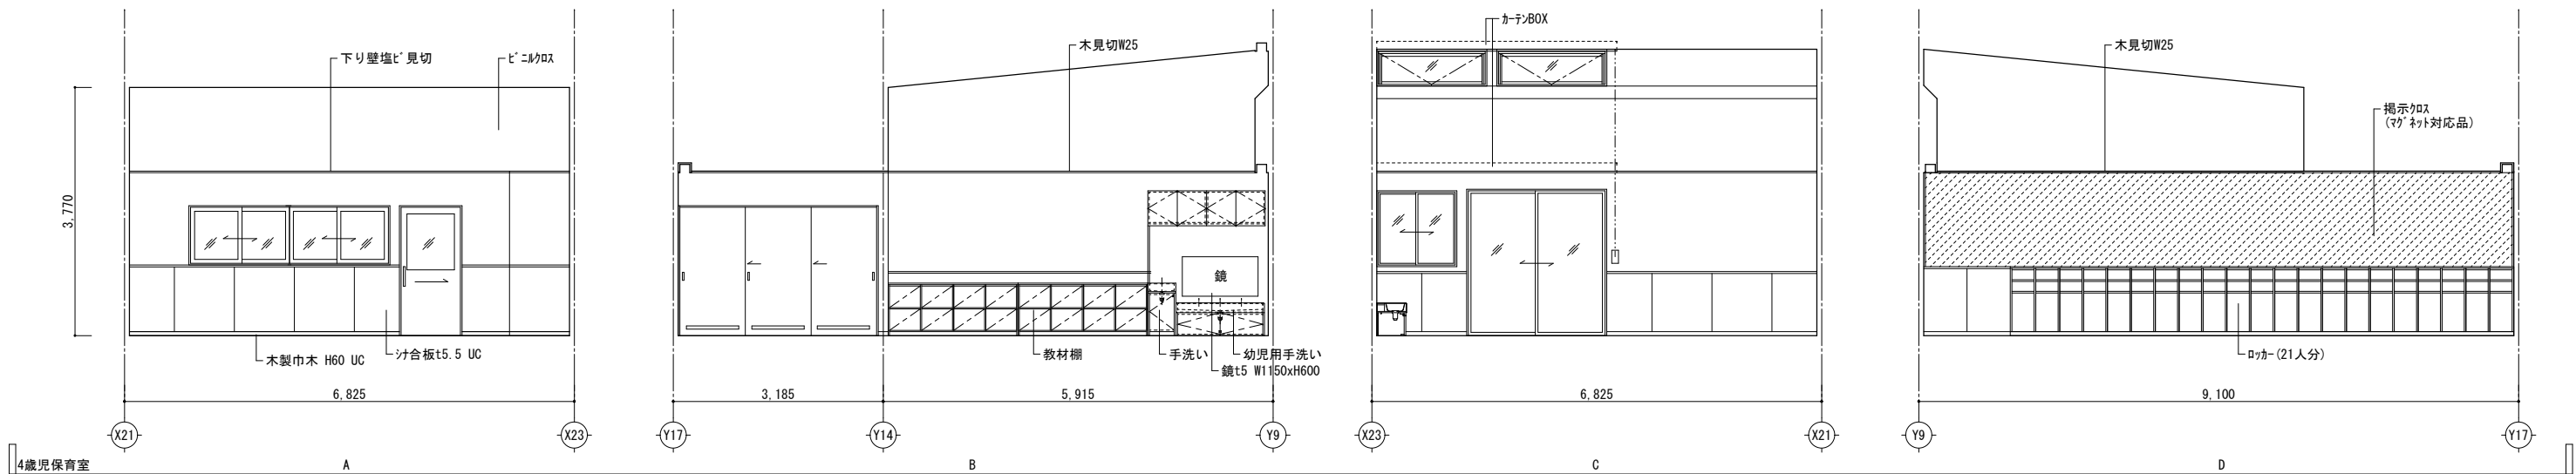 下り壁塩ビ見切
ビニルクロス
3,770
木製巾木 H60 UC
シナ合板t5.5 UC
6,825
X21
X23
4歳児保育室
A
木見切W25
鏡
教材棚
手洗い
幼児用手洗い
鏡t5 W1150xH600
3,185
5,915
Y17
Y14
Y9
B
カーテンBOX
6,825
X23
X21
C
木見切W25
掲示クロス
(マグネット対応品)
ロッカー(21人分)
9,100
Y9
Y17
D